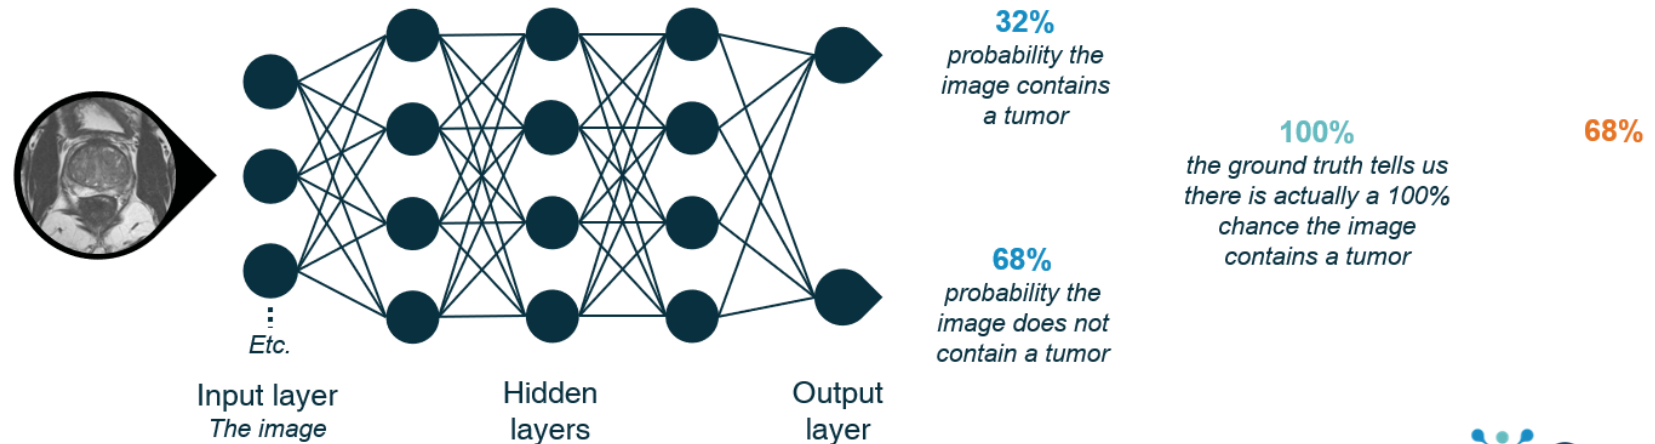 32%
probability the
image contains
a tumor
100%
the ground truth tells us
there is actually a 100%
chance the image
contains a tumor
68%
68%
probability the
image does not
contain a tumor
Etc.
Input layer
The image
Hidden
layers
Output
layer